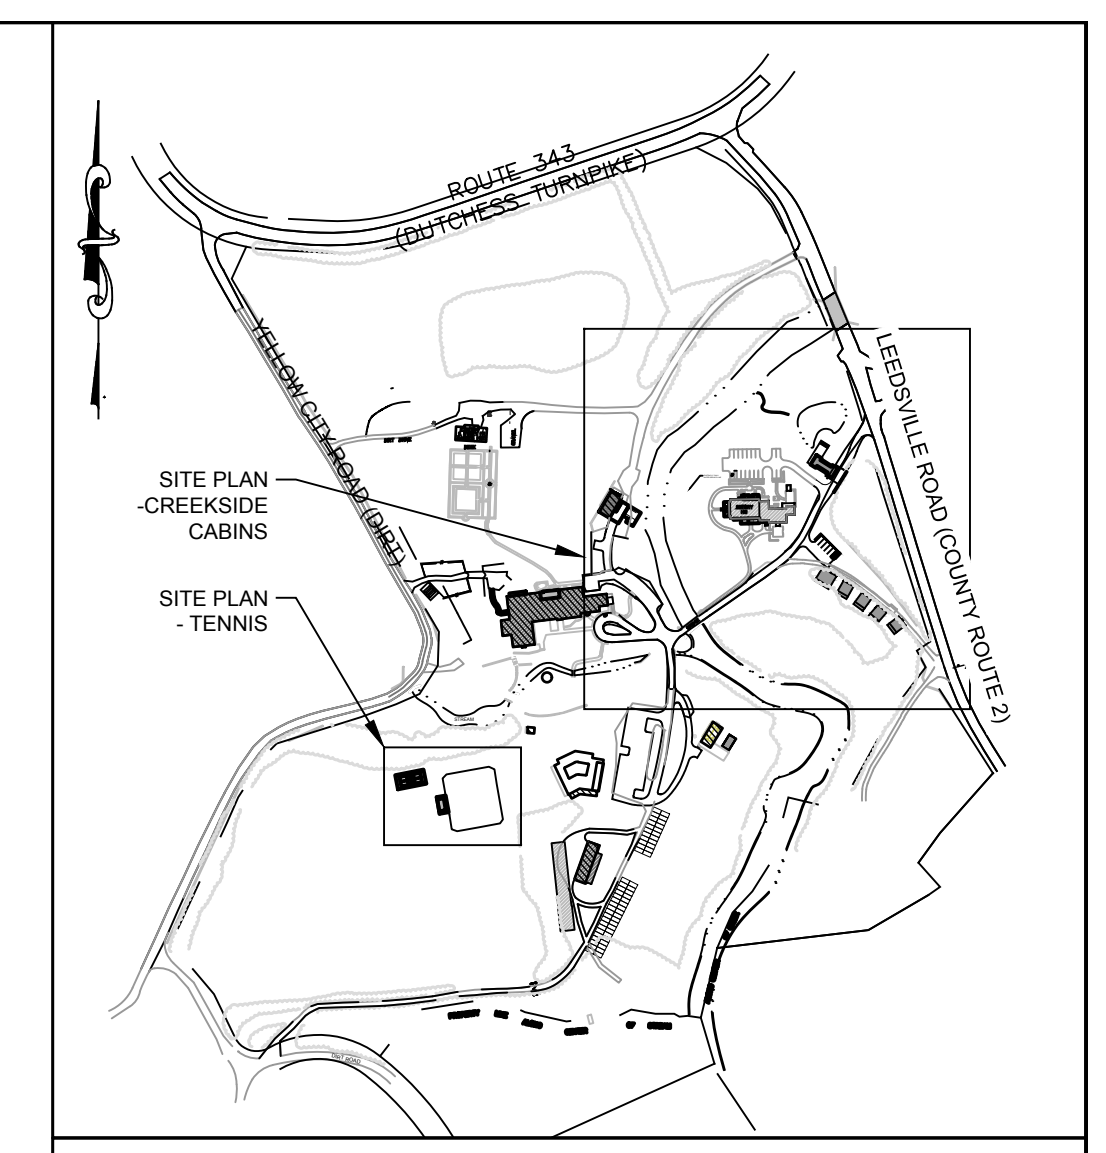 ROUTE 343
(DUTCHESS TURNPIKE)
YELLOW CITY ROAD (DIRT)
LEEDSVILLE ROAD (COUNTY ROUTE 2)
SITE PLAN
-CREEKSIDE
CABINS
SITE PLAN
- TENNIS
STREAM
DIRT ROAD